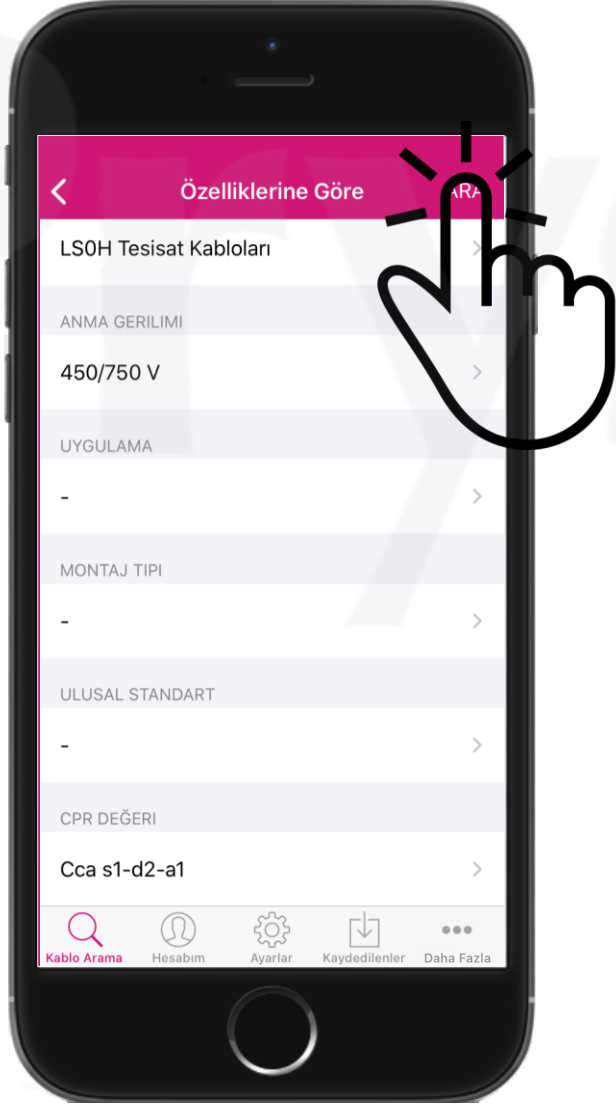 Özelliklerine Göre
ARA
LS0H Tesisat Kabloları
ANMA GERILIMI
450/750 V
UYGULAMA
-
MONTAJ TIPI
-
ULUSAL STANDART
-
CPR DEĞERI
Cca s1-d2-a1
Kablo Arama Hesabım Ayarlar Kaydedilenler Daha Fazla